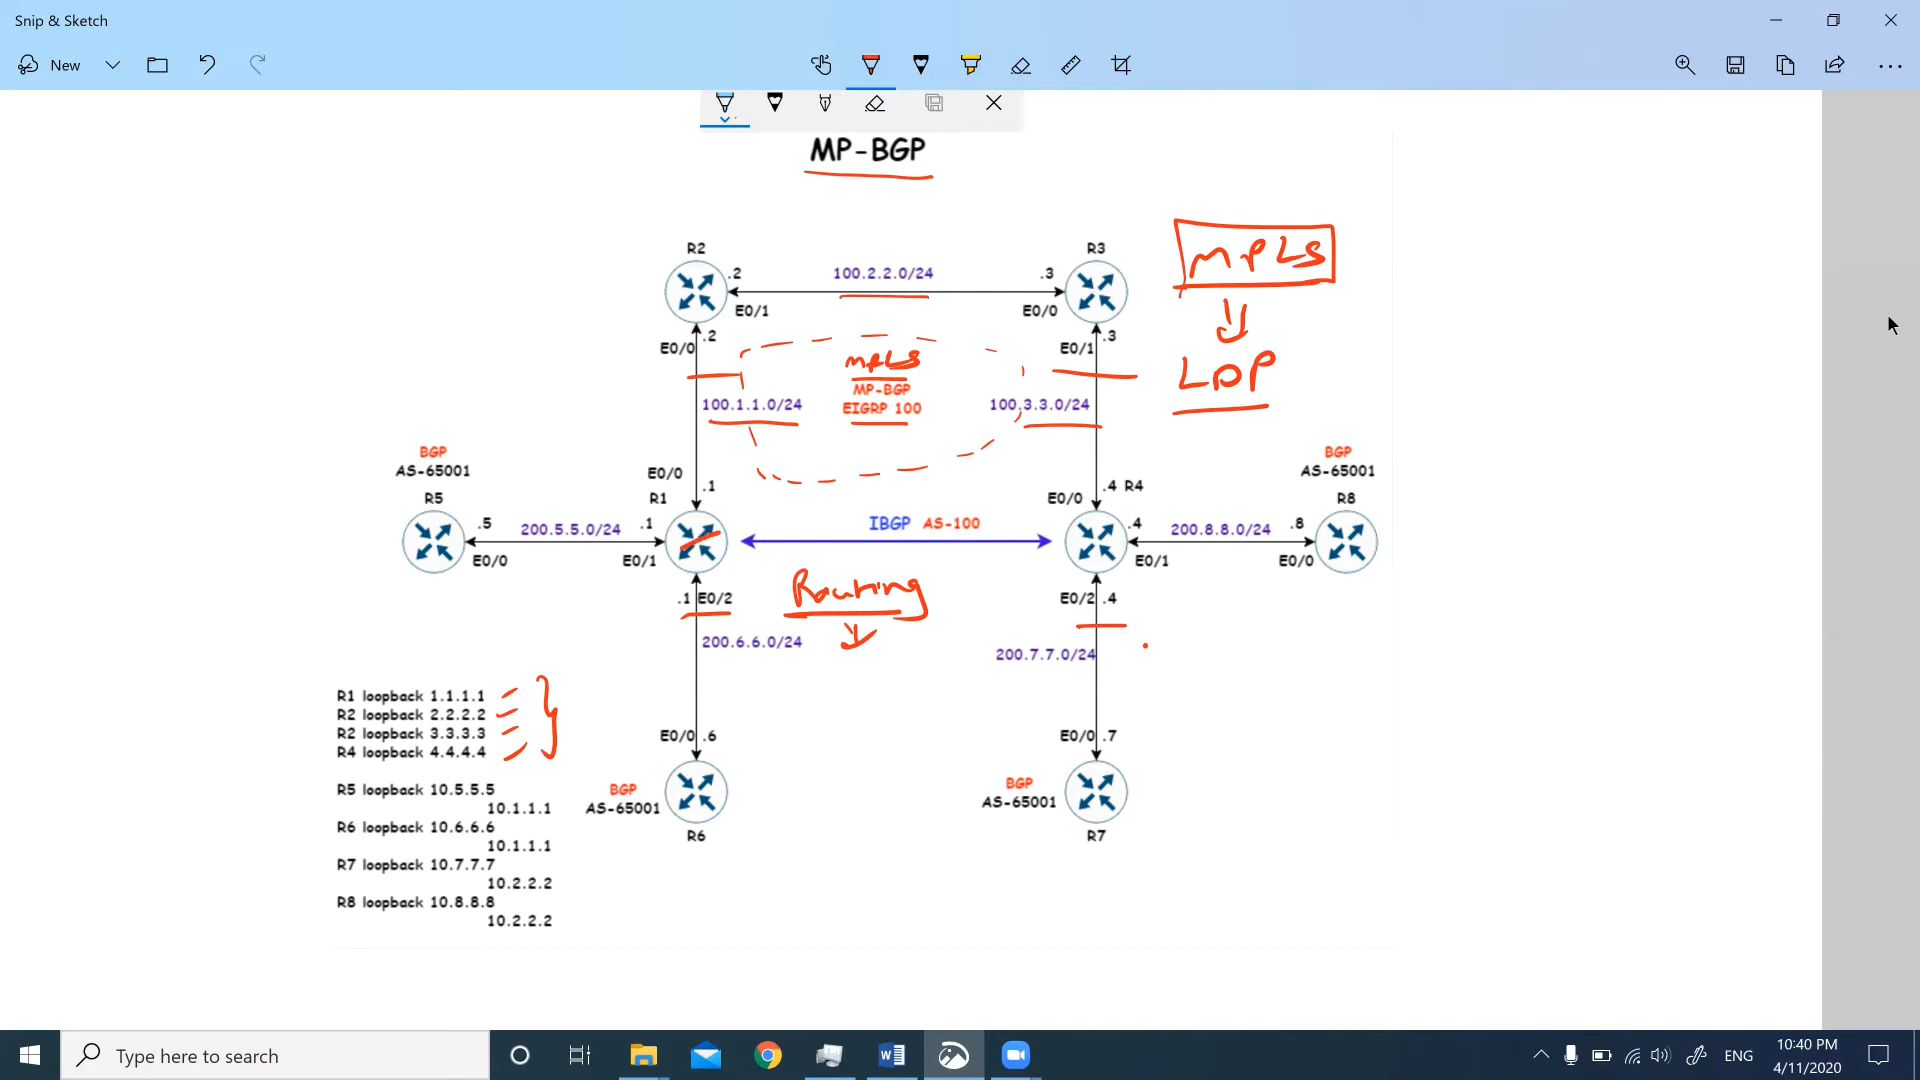 Snip & Sketch
New
MP-BGP
R2
R3
MPLS
.2
100.2.2.0/24
.3
E0/1
E0/0
.2
.3
E0/0
E0/1
MPLS
LDP
MP-BGP
EIGRP 100
100.1.1.0/24
100.3.3.0/24
BGP
AS-65001
R5
BGP
AS-65001
R8
E0/0
R1
.1
E0/0
.4 R4
.5
200.5.5.0/24
.1
IBGP AS-100
.4
200.8.8.0/24
.8
E0/0
E0/1
E0/1
E0/0
.1 E0/2
Routing
E0/2 .4
200.6.6.0/24
200.7.7.0/24
R1 loopback 1.1.1.1
R2 loopback 2.2.2.2
R2 loopback 3.3.3.3
R4 loopback 4.4.4.4
E0/0 .6
E0/0 .7
R5 loopback 10.5.5.5
10.1.1.1
R6 loopback 10.6.6.6
10.1.1.1
R7 loopback 10.7.7.7
10.2.2.2
R8 loopback 10.8.8.8
10.2.2.2
BGP
AS-65001
R6
BGP
AS-65001
R7
Type here to search
ENG
10:40 PM
4/11/2020